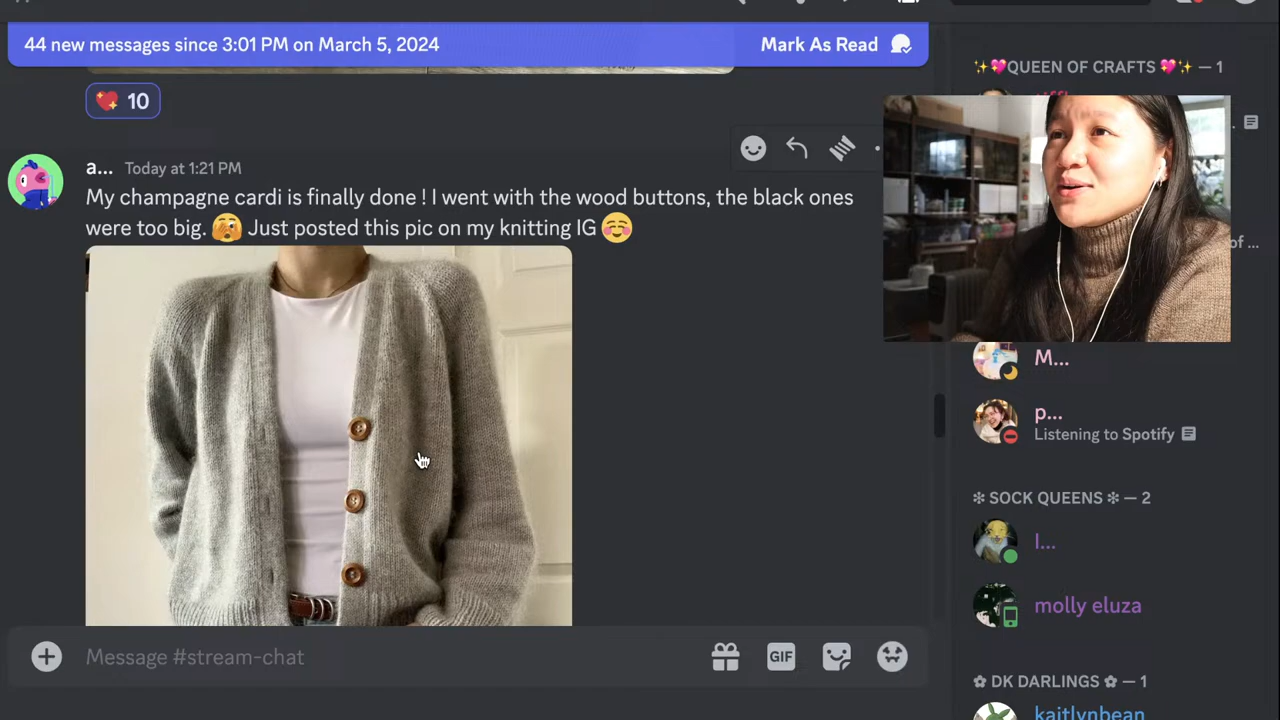 44 new messages since 3:01 PM on March 5, 2024
Mark As Read
✨💖QUEEN OF CRAFTS 💖✨ — 1
10
a... Today at 1:21 PM
My champagne cardi is finally done ! I went with the wood buttons, the black ones
were too big. 🫣 Just posted this pic on my knitting IG ☺️
of ...
M...
p...
Listening to Spotify
❇ SOCK QUEENS ❇ — 2
l...
molly eluza
✿ DK DARLINGS ✿ — 1
kaitlynbean
Message #stream-chat
GIF